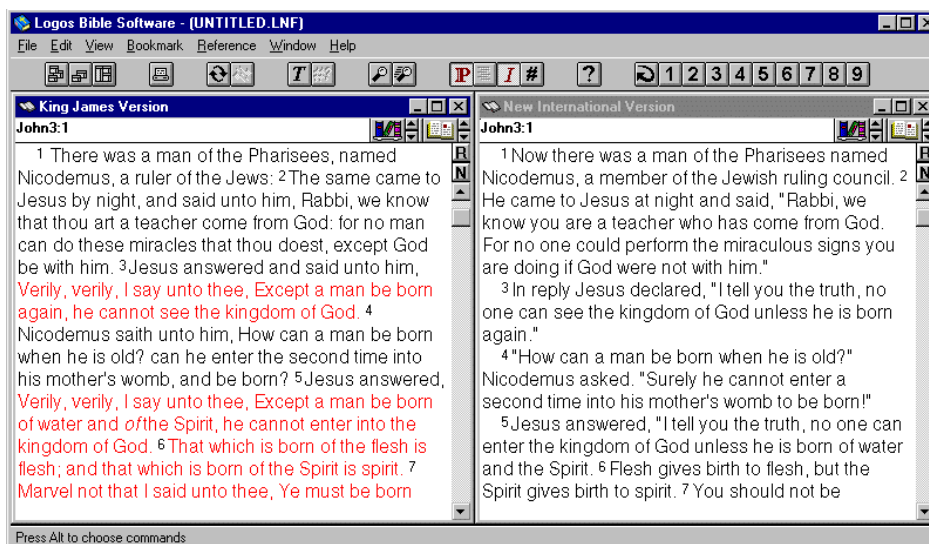 Logos Bible Software - (UNTITLED.LNF)
File Edit View Bookmark Reference Window Help
T P I # ? 1 2 3 4 5 6 7 8 9
King James Version
John3:1
R
N
1 There was a man of the Pharisees, named
Nicodemus, a ruler of the Jews: 2 The same came to
Jesus by night, and said unto him, Rabbi, we know
that thou art a teacher come from God: for no man
can do these miracles that thou doest, except God
be with him. 3 Jesus answered and said unto him,
Verily, verily, I say unto thee, Except a man be born
again, he cannot see the kingdom of God. 4
Nicodemus saith unto him, How can a man be born
when he is old? can he enter the second time into
his mother's womb, and be born? 5 Jesus answered,
Verily, verily, I say unto thee, Except a man be born
of water and of the Spirit, he cannot enter into the
kingdom of God. 6 That which is born of the flesh is
flesh; and that which is born of the Spirit is spirit. 7
Marvel not that I said unto thee, Ye must be born
New International Version
John3:1
R
N
1 Now there was a man of the Pharisees named
Nicodemus, a member of the Jewish ruling council. 2
He came to Jesus at night and said, "Rabbi, we
know you are a teacher who has come from God.
For no one could perform the miraculous signs you
are doing if God were not with him."
3 In reply Jesus declared, "I tell you the truth, no
one can see the kingdom of God unless he is born
again."
4 "How can a man be born when he is old?"
Nicodemus asked. "Surely he cannot enter a
second time into his mother's womb to be born!"
5 Jesus answered, "I tell you the truth, no one can
enter the kingdom of God unless he is born of water
and the Spirit. 6 Flesh gives birth to flesh, but the
Spirit gives birth to spirit. 7 You should not be
Press Alt to choose commands